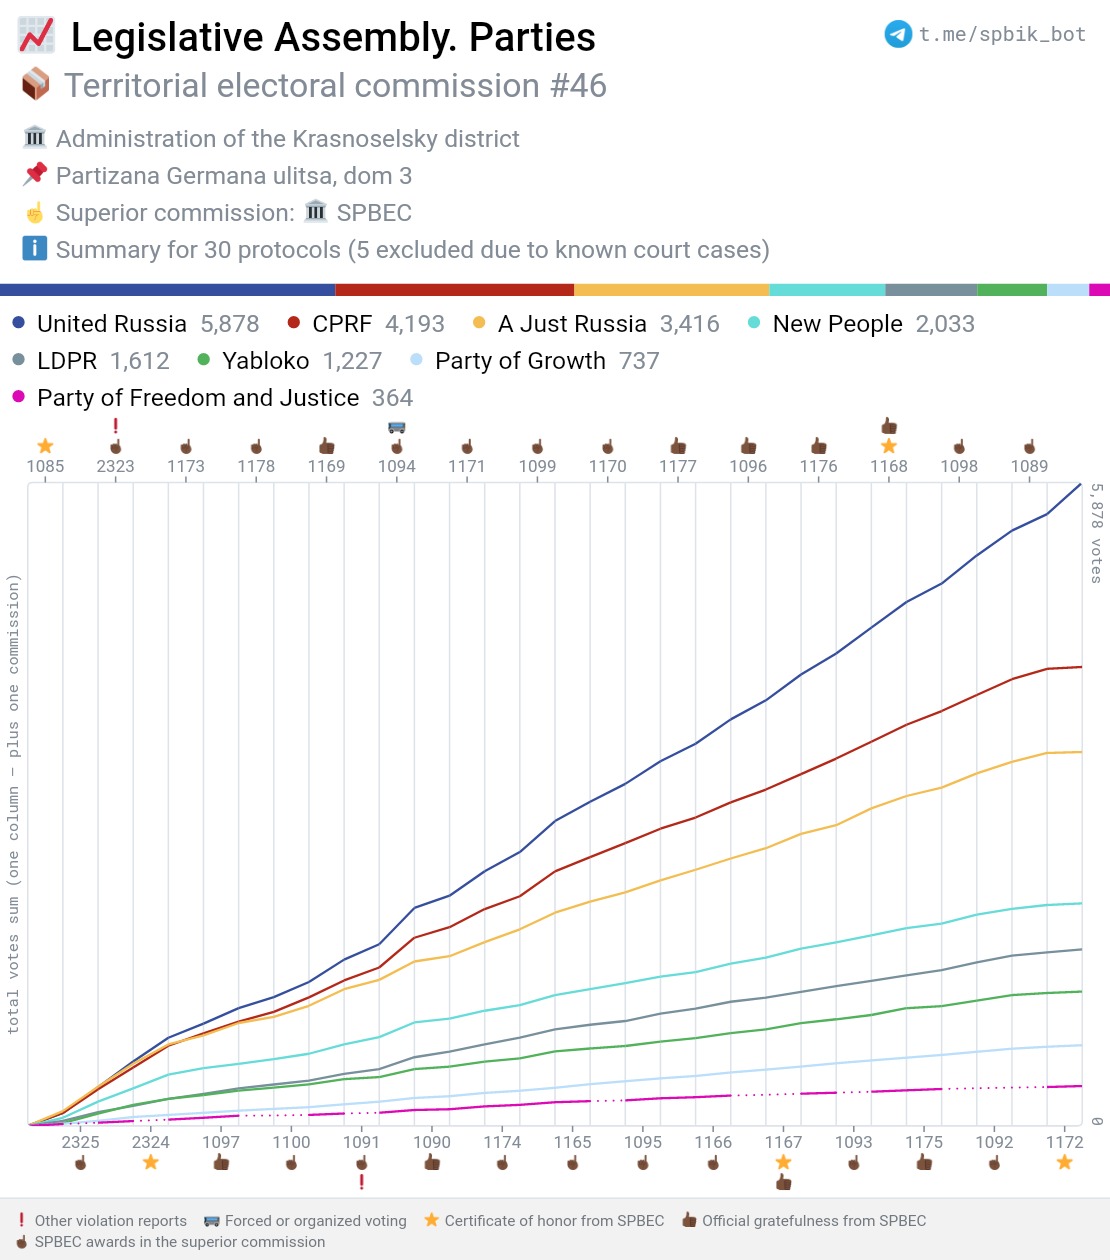 Legislative Assembly. Parties
t.me/spbik_bot
Territorial electoral commission #46
Administration of the Krasnoselsky district
Partizana Germana ulitsa, dom 3
Superior commission: SPBEC
Summary for 30 protocols (5 excluded due to known court cases)
United Russia 5,878 CPRF 4,193 A Just Russia 3,416 New People 2,033
LDPR 1,612 Yabloko 1,227 Party of Growth 737
Party of Freedom and Justice 364
1085 2323 1173 1178 1169 1094 1171 1099 1170 1177 1096 1176 1168 1098 1089
5,878 votes
total votes sum (one column – plus one commission)
0
2325 2324 1097 1100 1091 1090 1174 1165 1095 1166 1167 1093 1175 1092 1172
Other violation reports Forced or organized voting Certificate of honor from SPBEC Official gratefulness from SPBEC
SPBEC awards in the superior commission